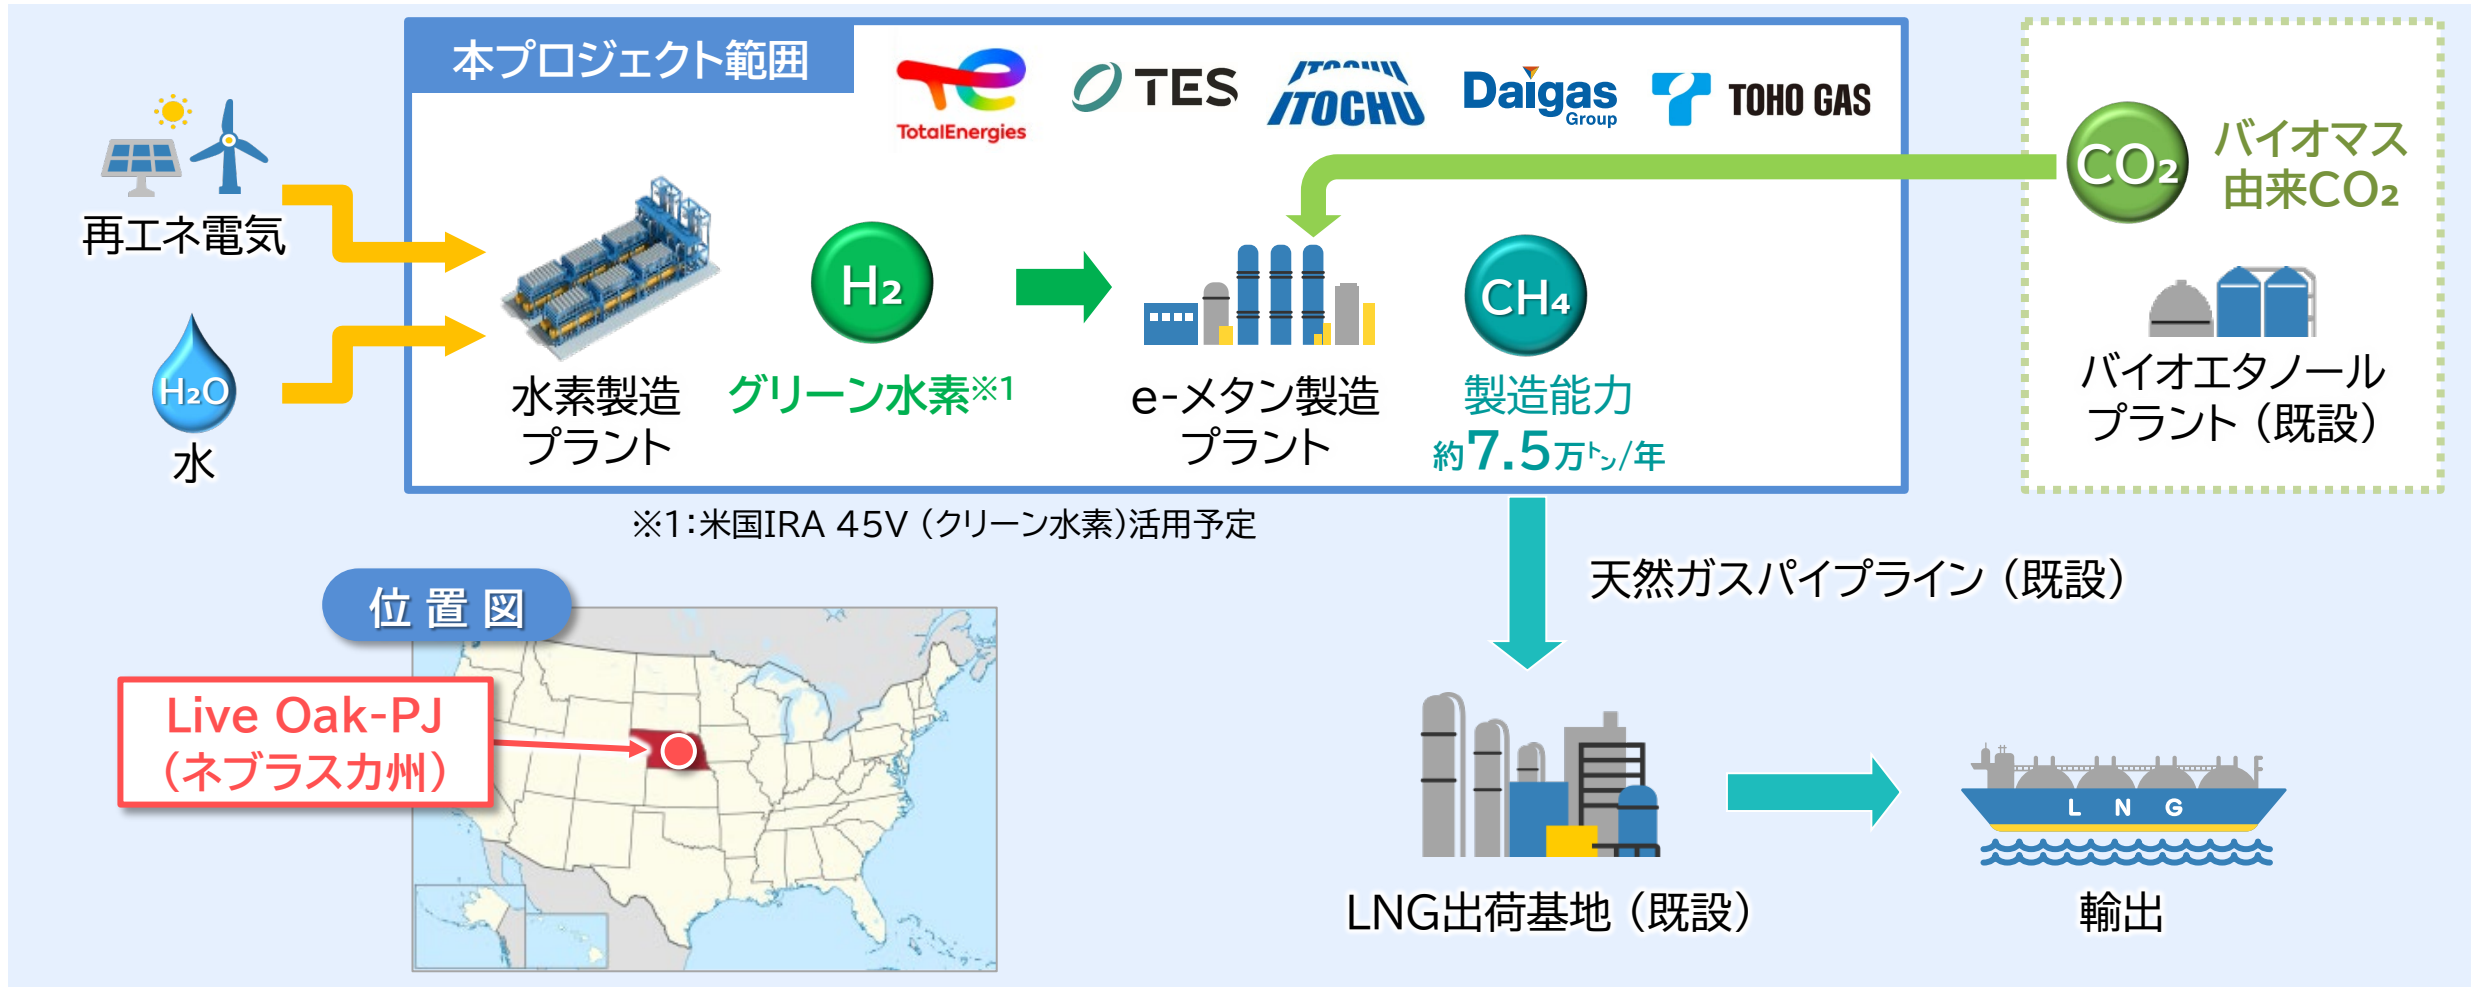 本プロジェクト範囲
TotalEnergies
TES
ITOCHU
ITOCHU
Daigas
Group
TOHO GAS
再エネ電気
H₂O
水
水素製造
プラント
H₂
グリーン水素※1
e-メタン製造
プラント
CH₄
製造能力
約7.5万㌧/年
CO₂
バイオマス
由来CO₂
バイオエタノール
プラント（既設）
※1：米国IRA 45V（クリーン水素）活用予定
天然ガスパイプライン（既設）
位置図
Live Oak-PJ
（ネブラスカ州）
LNG出荷基地（既設）
LNG
輸出